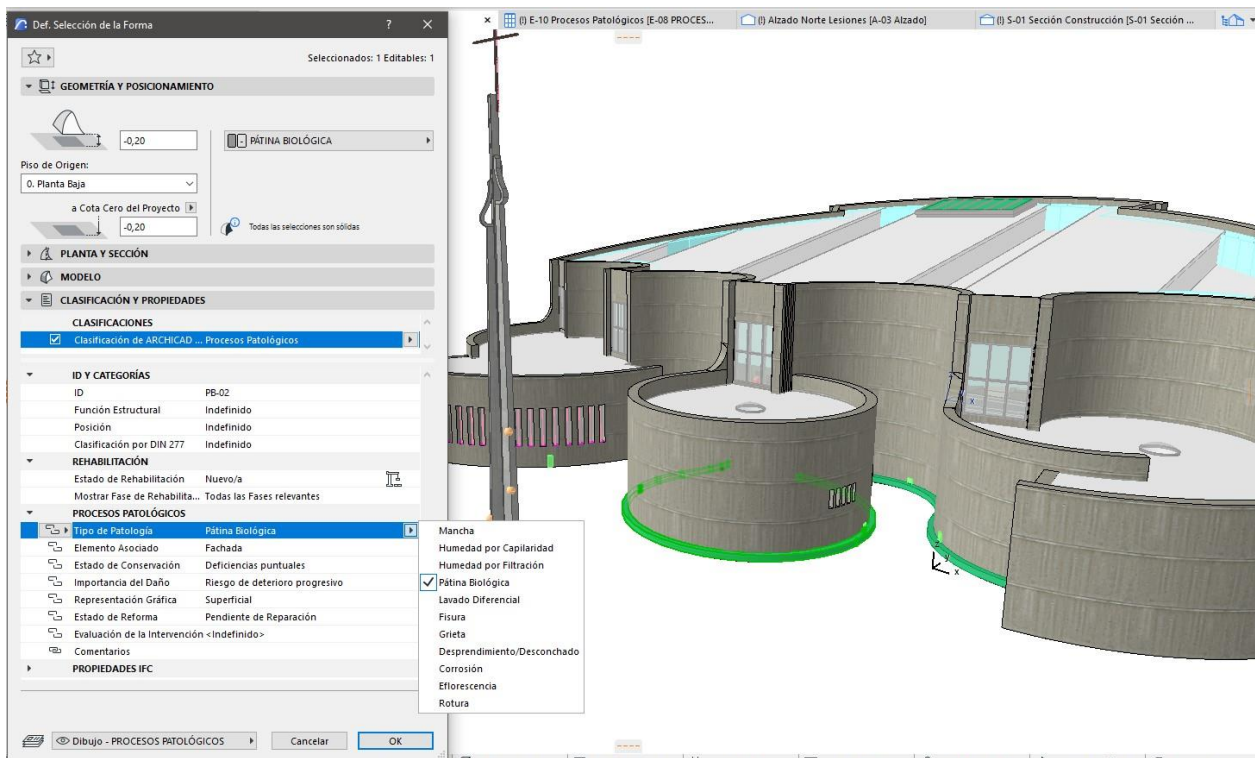 Def. Selección de la Forma
?
Seleccionados: 1 Editables: 1
GEOMETRÍA Y POSICIONAMIENTO
-0,20
PÁTINA BIOLÓGICA
Piso de Origen:
0. Planta Baja
a Cota Cero del Proyecto
-0,20
Todas las selecciones son sólidas
PLANTA Y SECCIÓN
MODELO
CLASIFICACIÓN Y PROPIEDADES
CLASIFICACIONES
Clasificación de ARCHICAD ... Procesos Patológicos
ID Y CATEGORÍAS
ID PB-02
Función Estructural Indefinido
Posición Indefinido
Clasificación por DIN 277 Indefinido
REHABILITACIÓN
Estado de Rehabilitación Nuevo/a
Mostrar Fase de Rehabilita... Todas las Fases relevantes
PROCESOS PATOLÓGICOS
Tipo de Patología Pátina Biológica
Elemento Asociado Fachada
Estado de Conservación Deficiencias puntuales
Importancia del Daño Riesgo de deterioro progresivo
Representación Gráfica Superficial
Estado de Reforma Pendiente de Reparación
Evaluación de la Intervención <Indefinido>
Comentarios
PROPIEDADES IFC
Dibujo - PROCESOS PATOLÓGICOS
Cancelar
OK
Mancha
Humedad por Capilaridad
Humedad por Filtración
Pátina Biológica
Lavado Diferencial
Fisura
Grieta
Desprendimiento/Desconchado
Corrosión
Eflorescencia
Rotura
(!) E-10 Procesos Patológicos [E-08 PROCES...
(!) Alzado Norte Lesiones [A-03 Alzado]
(!) S-01 Sección Construcción [S-01 Sección ...
x
z
y
x